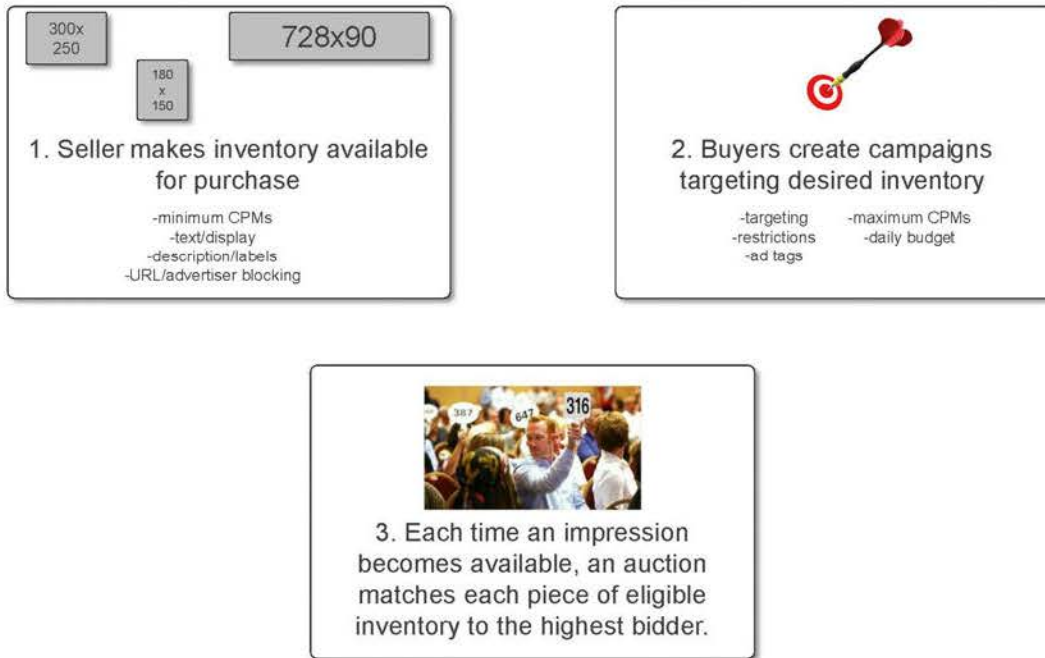 300x
250
728x90
180
x
150
1. Seller makes inventory available
for purchase
-minimum CPMs
-text/display
-description/labels
-URL/advertiser blocking
2. Buyers create campaigns
targeting desired inventory
-targeting
-restrictions
-ad tags
-maximum CPMs
-daily budget
387
647
316
3. Each time an impression
becomes available, an auction
matches each piece of eligible
inventory to the highest bidder.